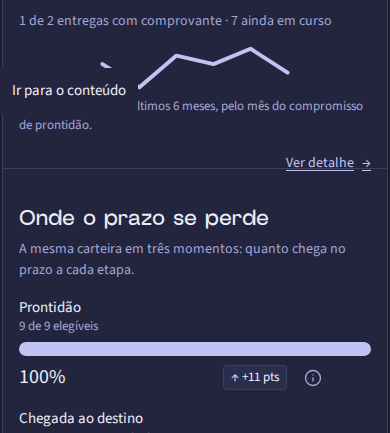 1 de 2 entregas com comprovante · 7 ainda em curso
Ir para o conteúdo
ltimos 6 meses, pelo mês do compromisso
de prontidão.
Ver detalhe →
Onde o prazo se perde
A mesma carteira em três momentos: quanto chega no
prazo a cada etapa.
Prontidão
9 de 9 elegíveis
100%
↑ +11 pts
Chegada ao destino